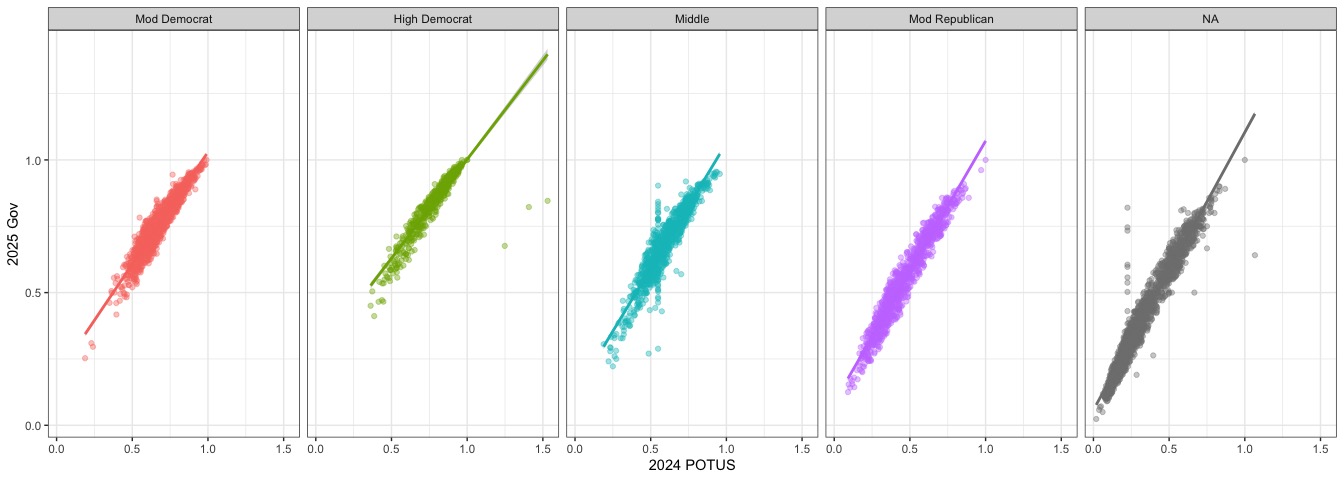 Mod Democrat High Democrat Middle Mod Republican NA
2025 Gov
1.0
0.5
0.0
0.0 0.5 1.0 1.5 0.0 0.5 1.0 1.5 0.0 0.5 1.0 1.5 0.0 0.5 1.0 1.5 0.0 0.5 1.0 1.5
2024 POTUS